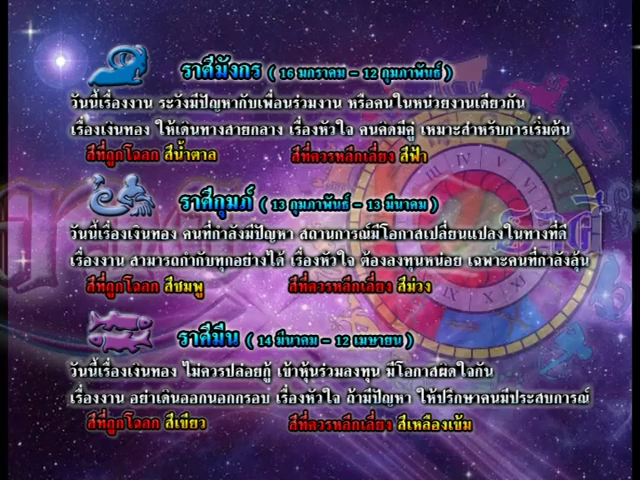 ราศีมังกร ( 16 มกราคม - 12 กุมภาพันธ์ )
วันนี้เรื่องงาน ระวังมีปัญหากับเพื่อนร่วมงาน หรือคนในหน่วยงานเดียวกัน
เรื่องเงินทอง ให้เดินทางสายกลาง เรื่องหัวใจ คนคิดมีคู่ เหมาะสำหรับการเริ่มต้น
สีที่ถูกโฉลก สีน้ำตาล สีที่ควรหลีกเลี่ยง สีฟ้า
ราศีกุมภ์ ( 13 กุมภาพันธ์ - 13 มีนาคม )
วันนี้เรื่องเงินทอง คนที่กำลังมีปัญหา สถานการณ์มีโอกาสเปลี่ยนแปลงในทางที่ดี
เรื่องงาน สามารถกำกับทุกอย่างได้ เรื่องหัวใจ ต้องลงทุนหน่อย เฉพาะคนที่กำลังลุ้น
สีที่ถูกโฉลก สีชมพู สีที่ควรหลีกเลี่ยง สีม่วง
ราศีมีน ( 14 มีนาคม - 12 เมษายน )
วันนี้เรื่องเงินทอง ไม่ควรปล่อยกู้ เข้าหุ้นร่วมลงทุน มีโอกาสผิดใจกัน
เรื่องงาน อย่าเดินออกนอกกรอบ เรื่องหัวใจ ถ้ามีปัญหา ให้ปรึกษาคนมีประสบการณ์
สีที่ถูกโฉลก สีเขียว สีที่ควรหลีกเลี่ยง สีเหลืองเข้ม